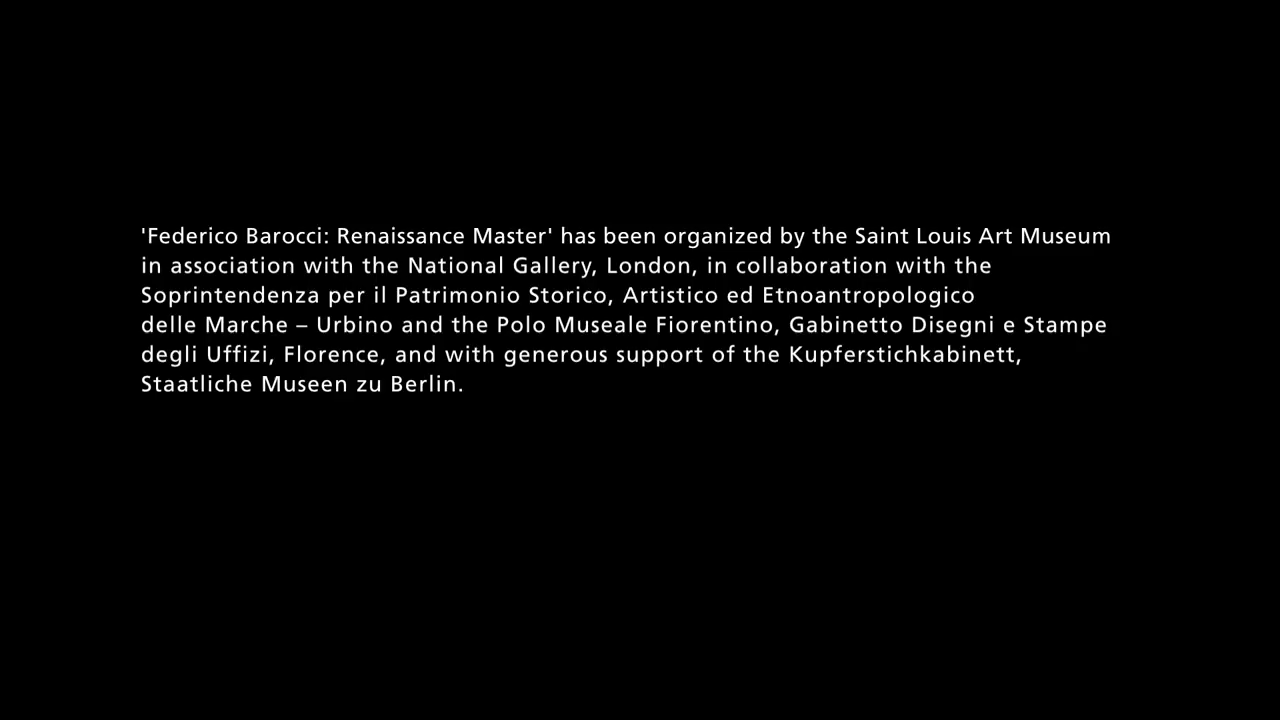 'Federico Barocci: Renaissance Master' has been organized by the Saint Louis Art Museum
in association with the National Gallery, London, in collaboration with the
Soprintendenza per il Patrimonio Storico, Artistico ed Etnoantropologico
delle Marche – Urbino and the Polo Museale Fiorentino, Gabinetto Disegni e Stampe
degli Uffizi, Florence, and with generous support of the Kupferstichkabinett,
Staatliche Museen zu Berlin.